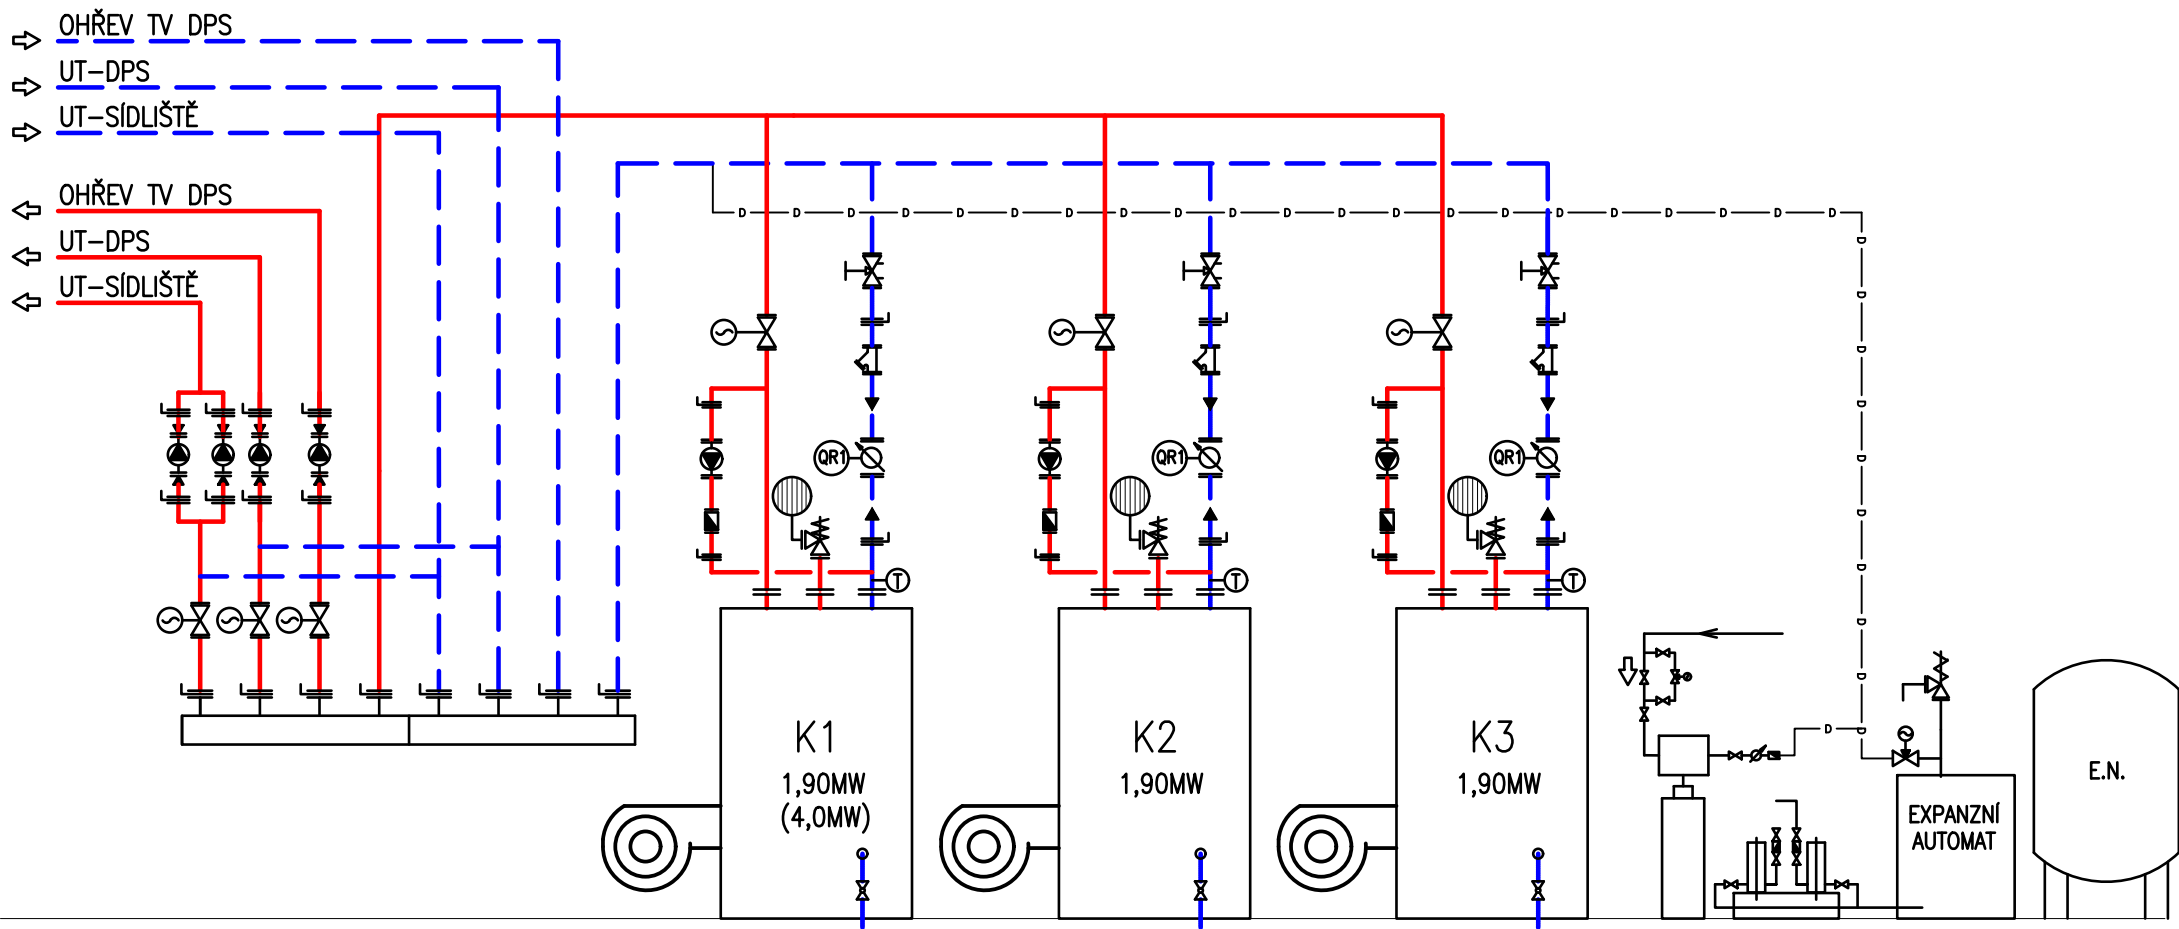 OHŘEV TV DPS
UT-DPS
UT-SÍDLIŠTĚ
OHŘEV TV DPS
UT-DPS
UT-SÍDLIŠTĚ
D D D D D D D D D D D D D D D D D D D D D
D
D
D
D
D
D
D
D
D
QR1
QR1
QR1
T
T
T
K1
1,90MW
(4,0MW)
K2
1,90MW
K3
1,90MW
D D
EXPANZNÍ
AUTOMAT
E.N.